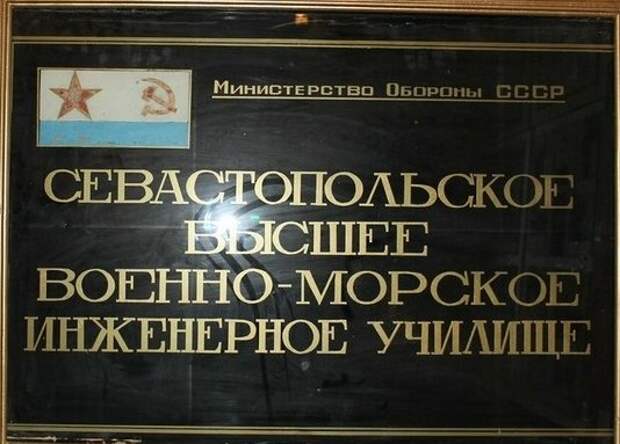 Министерство Обороны СССР
СЕВАСТОПОЛЬСКОЕ
ВЫСШЕЕ
ВОЕННО-МОРСКОЕ
ИНЖЕНЕРНОЕ УЧИЛИЩЕ